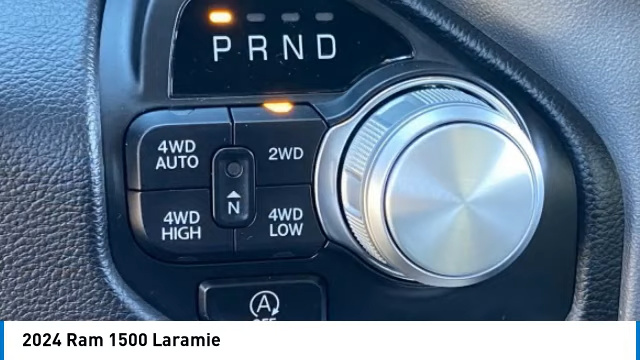 P R N D
4WD AUTO
2WD
N
4WD HIGH
4WD LOW
A
2024 Ram 1500 Laramie